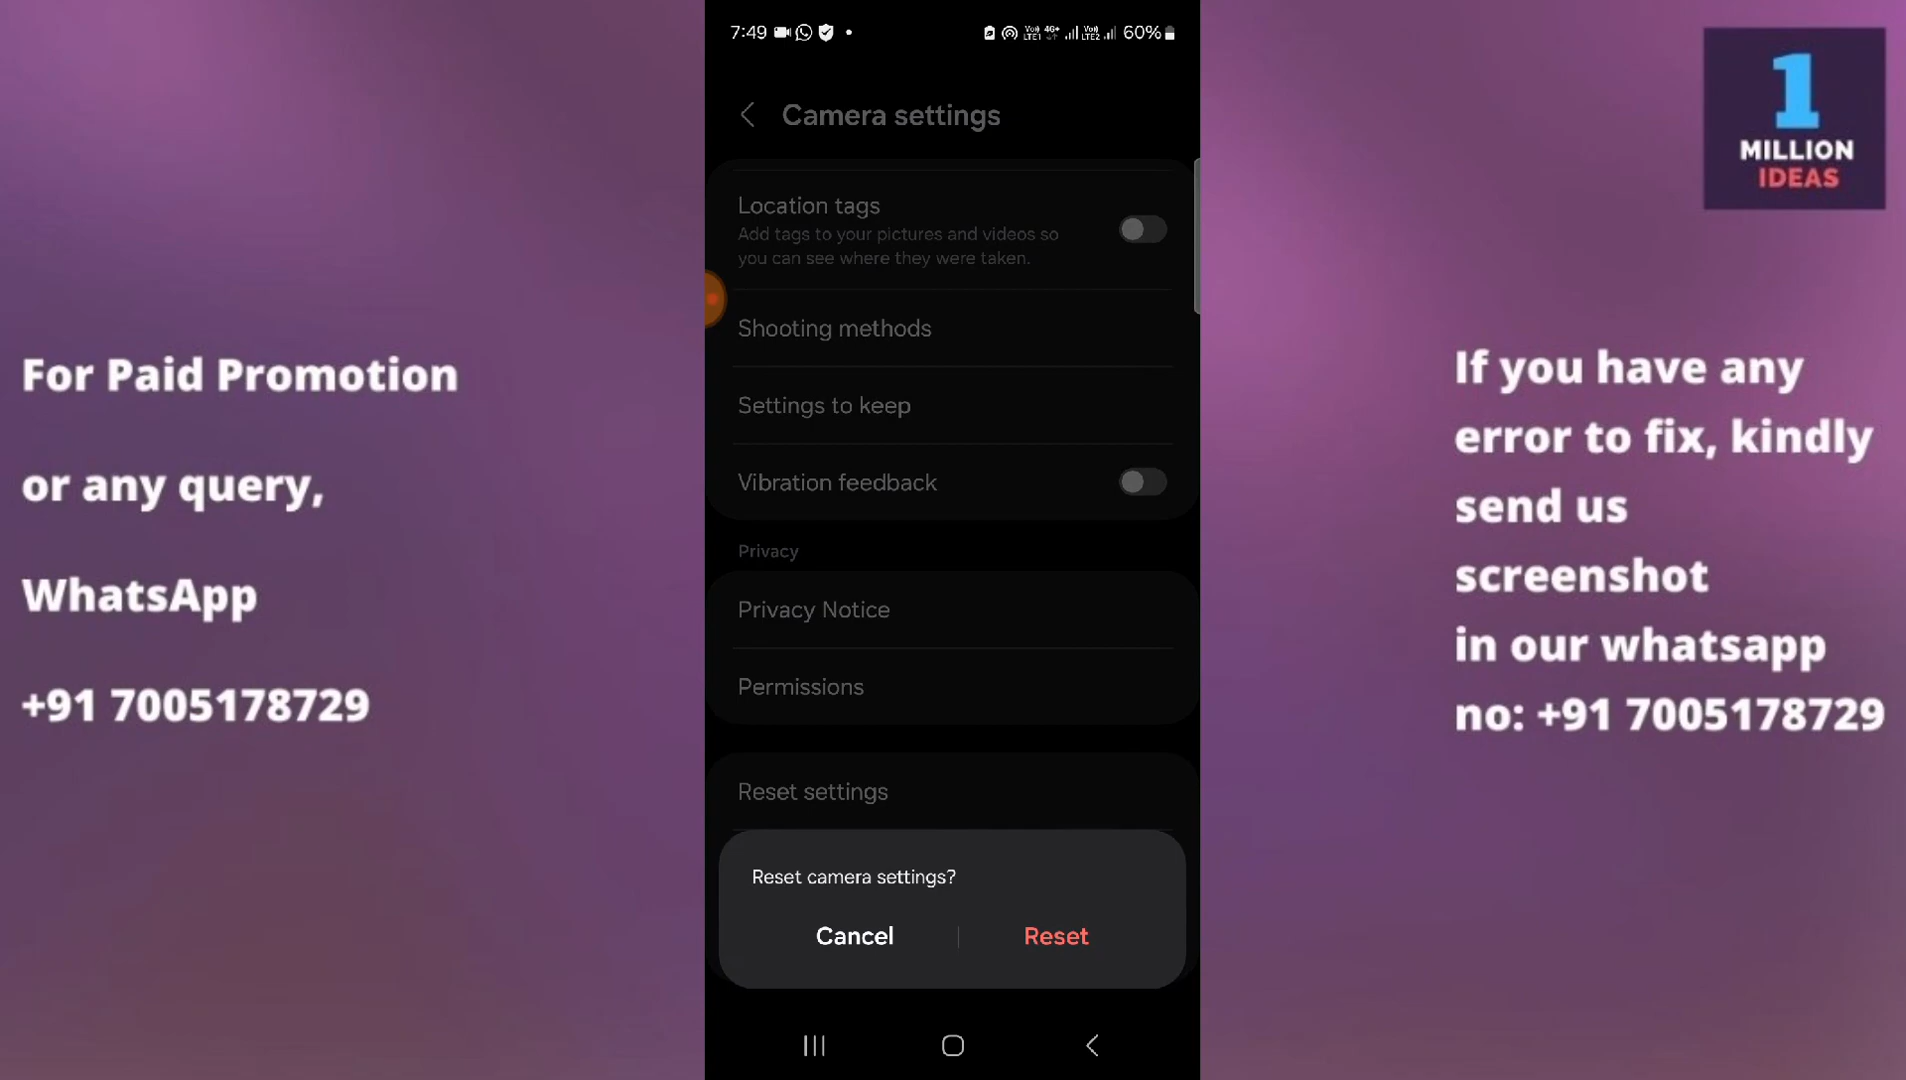 For Paid Promotion
or any query,
WhatsApp
+91 7005178729
7:49
60%
Camera settings
Location tags
Add tags to your pictures and videos so
you can see where they were taken.
Shooting methods
Settings to keep
Vibration feedback
Privacy
Privacy Notice
Permissions
Reset settings
Reset camera settings?
Cancel
Reset
1
MILLION
IDEAS
If you have any
error to fix, kindly
send us
screenshot
in our whatsapp
no: +91 7005178729